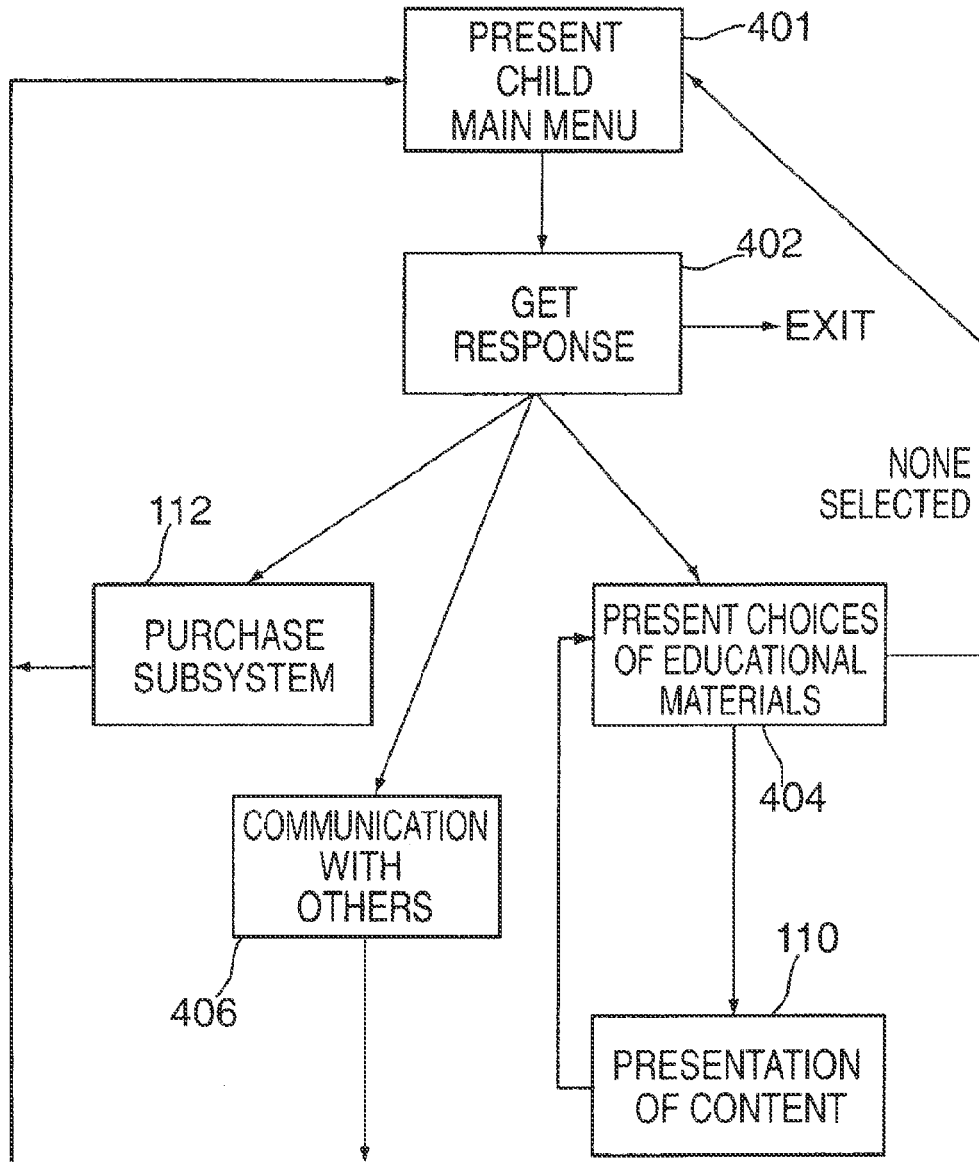 PRESENT
CHILD
MAIN MENU
401
402
GET
RESPONSE
EXIT
NONE
SELECTED
112
PURCHASE
SUBSYSTEM
PRESENT CHOICES
OF EDUCATIONAL
MATERIALS
404
COMMUNICATION
WITH
OTHERS
406
110
PRESENTATION
OF CONTENT